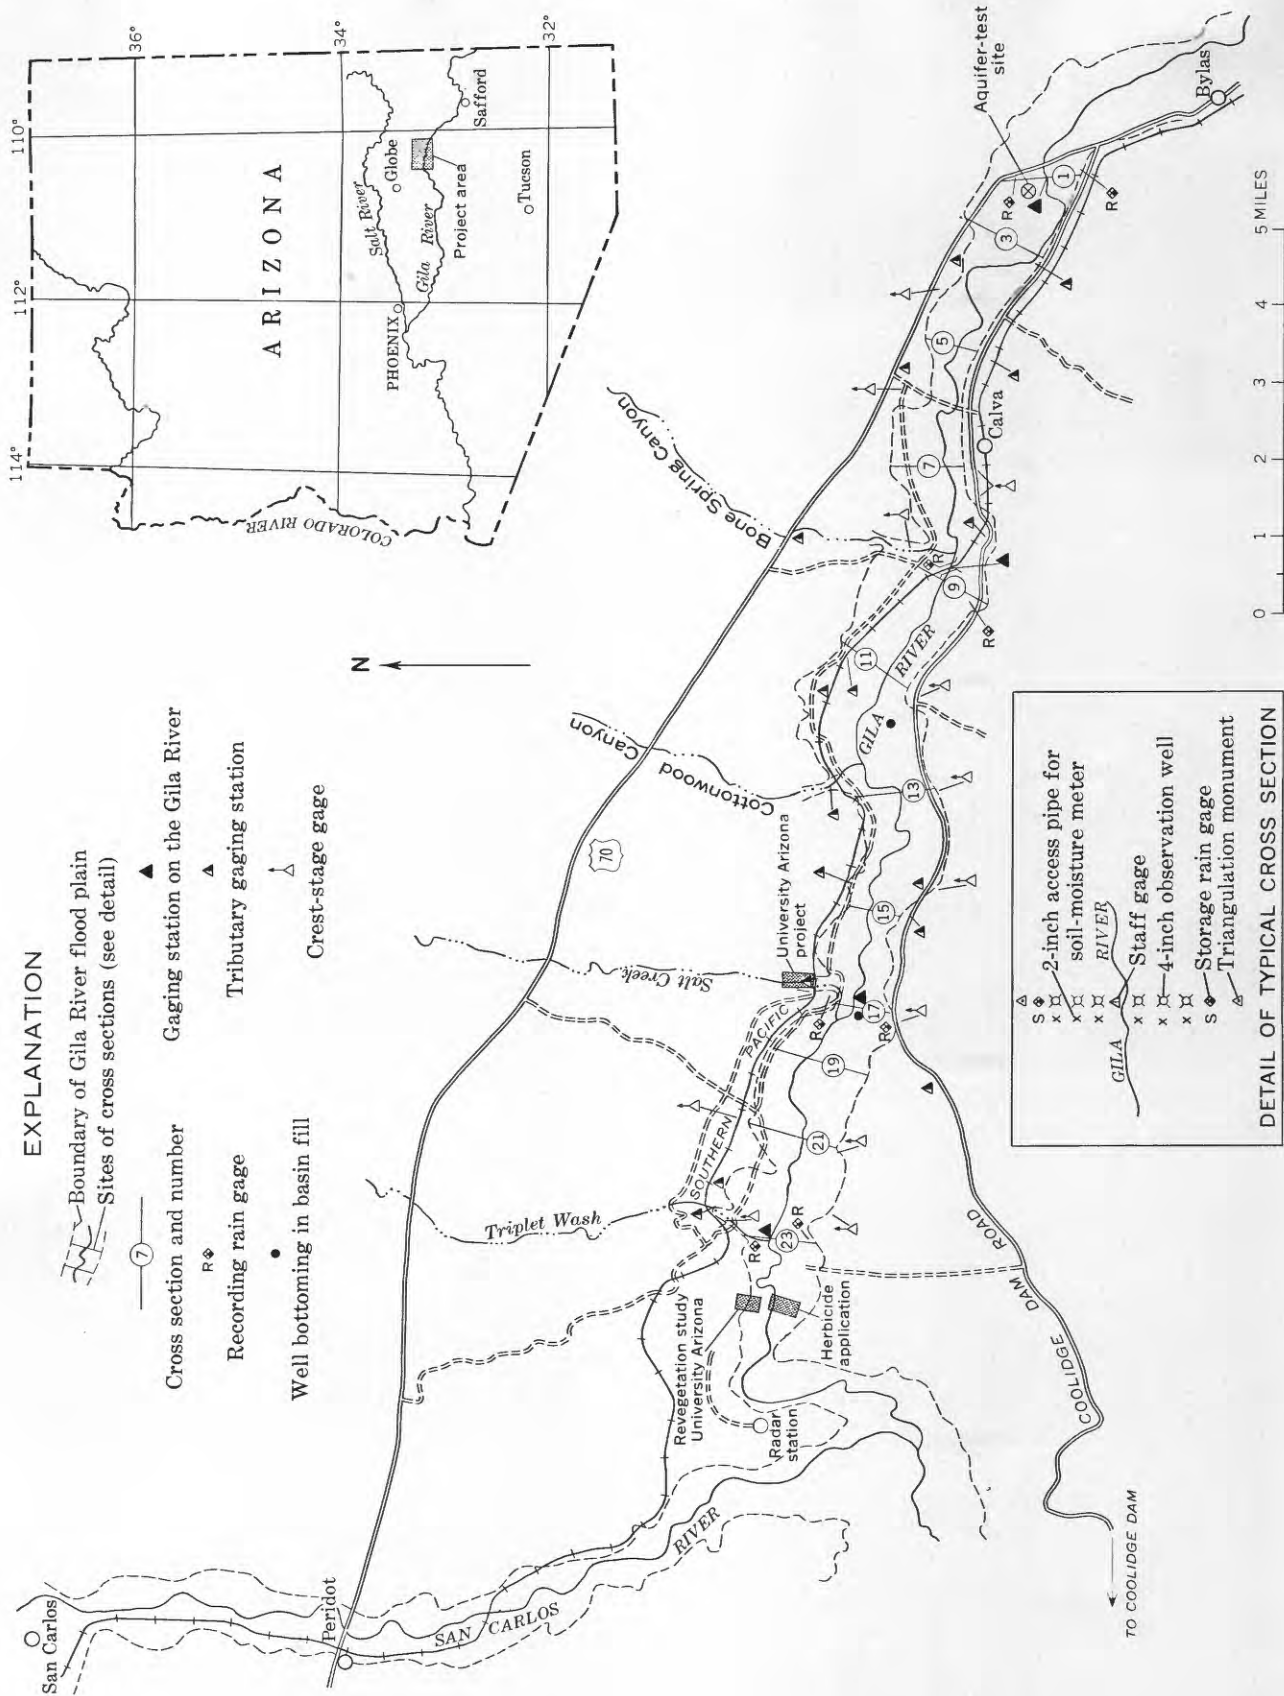 EXPLANATION
Boundary of Gila River flood plain
Sites of cross sections (see detail)
7
Cross section and number
R
Recording rain gage
Well bottoming in basin fill
Gaging station on the Gila River
Tributary gaging station
Crest-stage gage
N
114°
112°
110°
36°
34°
32°
ARIZONA
COLORADO RIVER
PHOENIX
Salt River
Globe
Gila River
Project area
Safford
Tucson
San Carlos
Peridot
SAN CARLOS
RIVER
70
Triplet Wash
Salt Creek
Cottonwood
Canyon
Bone Spring Canyon
SOUTHERN
PACIFIC
University Arizona
project
Revegetation study
University Arizona
Radar
station
Herbicide
application
R
R
23
21
19
R
17
R
15
13
GILA
RIVER
11
R
9
R
7
Calva
5
3
R
1
R
Aquifer-test
site
Bylas
COOLIDGE
DAM
ROAD
TO COOLIDGE DAM
0
1
2
3
4
5 MILES
S
x
2-inch access pipe for
x
soil-moisture meter
x
RIVER
GILA
Staff gage
x
x
4-inch observation well
x
S
Storage rain gage
Triangulation monument
DETAIL OF TYPICAL CROSS SECTION